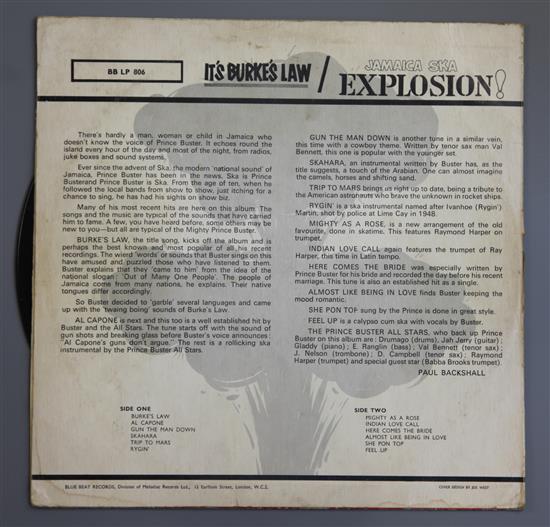 BB LP 806
IT'S BURKE'S LAW / JAMAICA SKA
EXPLOSION!
There's hardly a man, woman or child in Jamaica who
doesn't know the voice of Prince Buster. It echoes round the
island every hour of the day and most of the night, from radios,
juke boxes and sound systems.
Ever since the advent of Ska, the modern 'national sound' of
Jamaica, Prince Buster has been in the news. Ska is Prince
Busterand Prince Buster is Ska. From the age of ten, when he
followed the local bands from show to show, just itching for a
chance to sing, he has had his sights on show biz.
Many of his most recent hits are here on this album. The
songs and the music are typical of the sounds that have carried
him to fame. A few, you have heard before, some others may be
new to you—but all are typical of the Mighty Prince Buster.
BURKE'S LAW, the title song, kicks off the album and is
perhaps the best known and most popular of all his recent
recordings. The wierd 'words' or sounds that Buster sings on this
have amused and puzzled those who have listened to them.
Buster explains that they 'came to him' from the idea of the
national slogan: 'Out of Many One People'. The people of
Jamaica come from many nations, he explains. Their native
tongues differ accordingly.
So Buster decided to 'garble' several languages and came
up with the 'twaing boing' sounds of Burke's Law.
AL CAPONE is next and this too is a well established hit by
Buster and the All Stars. The tune starts off with the sound of
gun shots and breaking glass before Buster's voice announces:
"Al Capone's guns don't argue." The rest is a rollicking ska
instrumental by the Prince Buster All Stars.
GUN THE MAN DOWN is another tune in a similar vein,
this time with a cowboy theme. Written by tenor sax man Val
Bennett, this one is popular with the younger set.
SKAHARA, an instrumental written by Buster has, as the
title suggests, a touch of the Arabian. One can almost imagine
the camels, horses and shifting sand.
TRIP TO MARS brings us right up to date, being a tribute to
the American astronauts who brave the unknown in rocket ships.
RYGIN' is a ska instrumental named after Ivanhoe (Rygin')
Martin, shot by police at Lime Cay in 1948.
MIGHTY AS A ROSE, is a new arrangement of the old
favourite, done in skatime. This features Raymond Harper on
trumpet.
INDIAN LOVE CALL again features the trumpet of Ray
Harper, this time in Latin tempo.
HERE COMES THE BRIDE was especially written by
Prince Buster for his bride and recorded the day before his recent
marriage. This tune is also an established hit as a single.
ALMOST LIKE BEING IN LOVE finds Buster keeping the
mood romantic.
SHE PON TOP sung by the Prince is done in great style.
FEEL UP is a calypso cum ska with vocals by Buster.
THE PRINCE BUSTER ALL STARS, who back up Prince
Buster on this album are: Drumago (drums), Jah Jerry (guitar);
Gladdy (piano); E. Ranglin (bass); Val Bennett (tenor sax);
J. Nelson (trombone); D. Campbell (tenor sax); Raymond
Harper (trumpet) and special guest star (Babba Brooks trumpet).
PAUL BACKSHALL
SIDE ONE
BURKE'S LAW
AL CAPONE
GUN THE MAN DOWN
SKAHARA
TRIP TO MARS
RYGIN'
SIDE TWO
MIGHTY AS A ROSE
INDIAN LOVE CALL
HERE COMES THE BRIDE
ALMOST LIKE BEING IN LOVE
SHE PON TOP
FEEL UP
BLUE BEAT RECORDS, Division of Melodisc Records Ltd., 12 Earlham Street, London, W.C.2.
COVER DESIGN BY JOE WEST